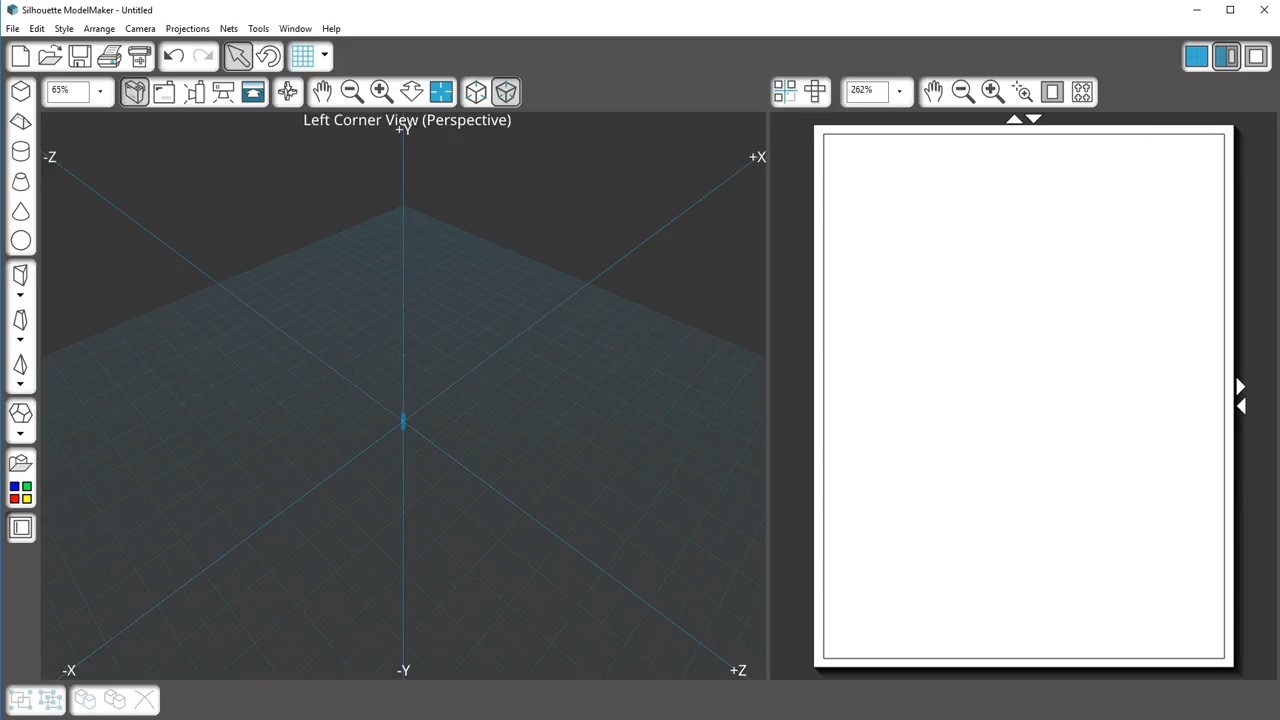 Silhouette ModelMaker - Untitled
File Edit Style Arrange Camera Projections Nets Tools Window Help
65%
262%
Left Corner View (Perspective)
+Y
-Z
+X
-X
-Y
+Z